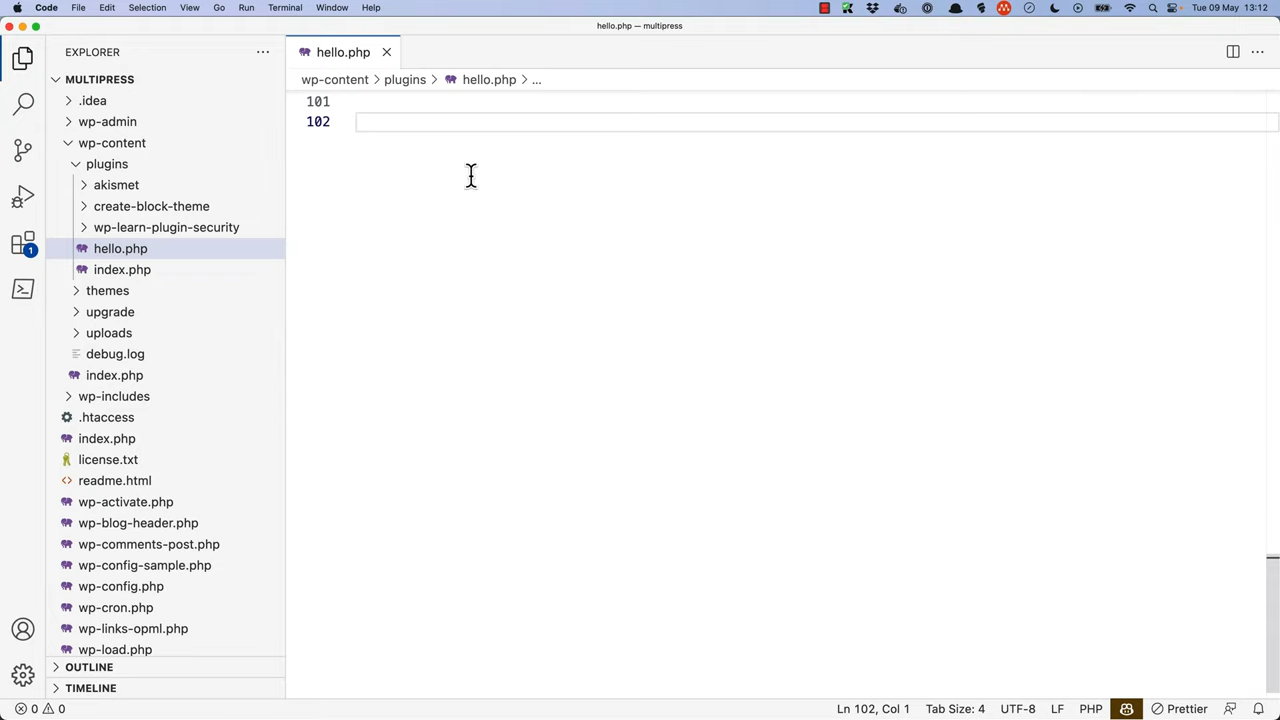 Code File Edit Selection View Go Run Terminal Window Help Tue 09 May 13:12
hello.php — multipress
EXPLORER
hello.php
MULTIPRESS
wp-content plugins hello.php ...
.idea
101
wp-admin
102
wp-content
plugins
akismet
create-block-theme
wp-learn-plugin-security
hello.php
1
index.php
themes
upgrade
uploads
debug.log
index.php
wp-includes
.htaccess
index.php
license.txt
readme.html
wp-activate.php
wp-blog-header.php
wp-comments-post.php
wp-config-sample.php
wp-config.php
wp-cron.php
wp-links-opml.php
wp-load.php
OUTLINE
TIMELINE
0 0 Ln 102, Col 1 Tab Size: 4 UTF-8 LF PHP Prettier